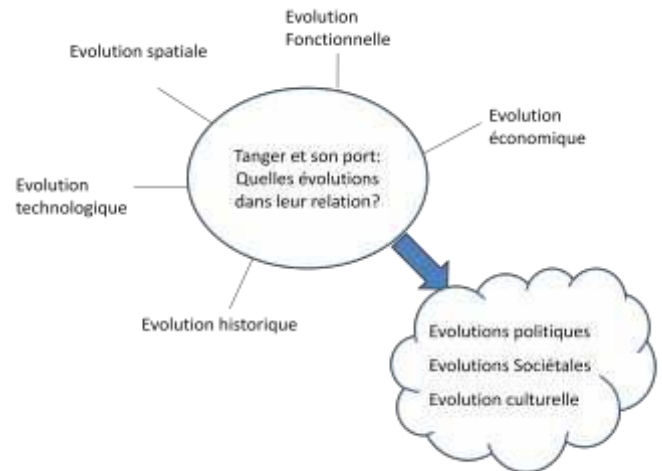 Evolution
Fonctionnelle
Evolution spatiale
Evolution
économique
Tanger et son port:
Quelles évolutions
dans leur relation?
Evolution
technologique
Evolution historique
Evolutions politiques
Evolutions Sociétales
Evolution culturelle